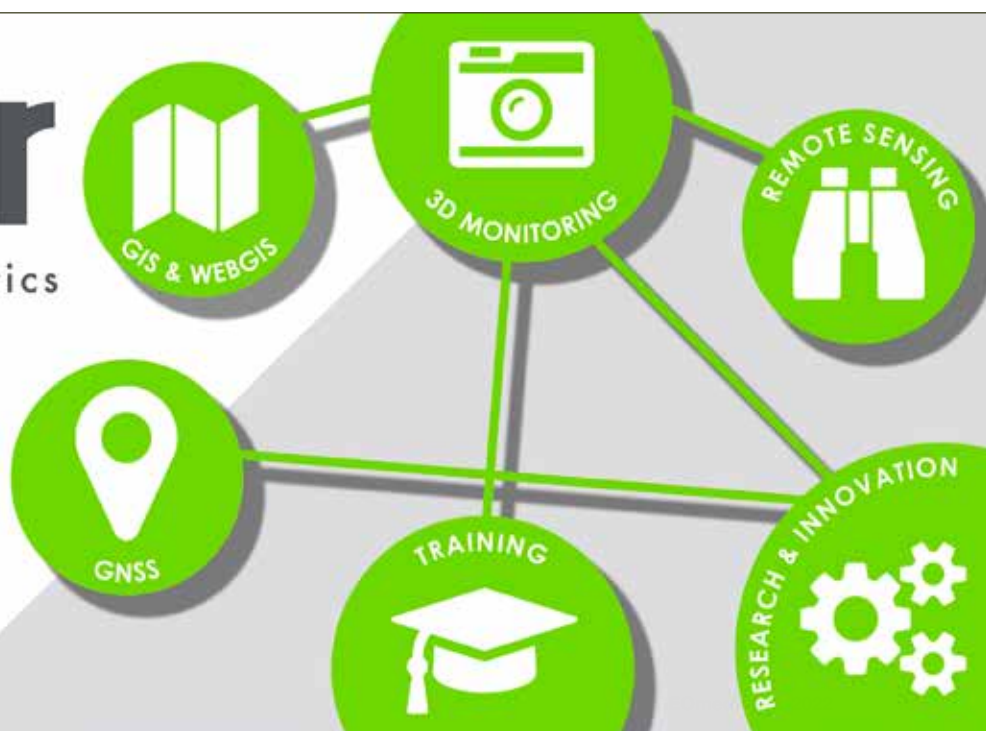 r
ics
GIS & WEBGIS
3D MONITORING
REMOTE SENSING
GNSS
TRAINING
RESEARCH & INNOVATION